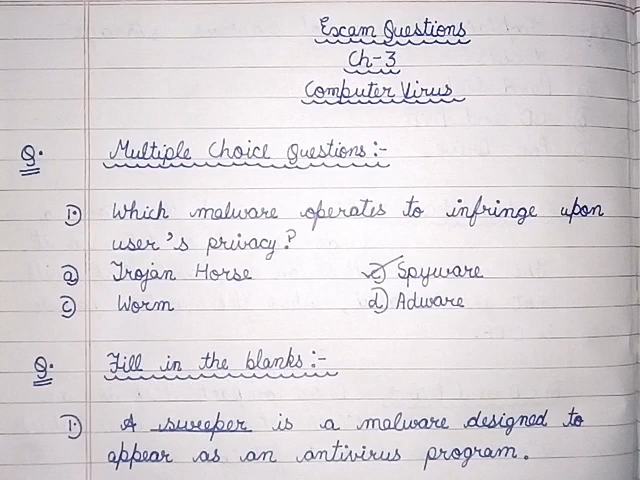 Excam Questions
Ch-3
Computer Virus
Q. Multiple Choice Questions:-
1. Which malware operates to infringe upon
user's privacy?
a) Trojan Horse c) Spyware
c) Worm d) Adware
Q. Fill in the blanks:-
1. A sweeper is a malware designed to
appear as an antivirus program.